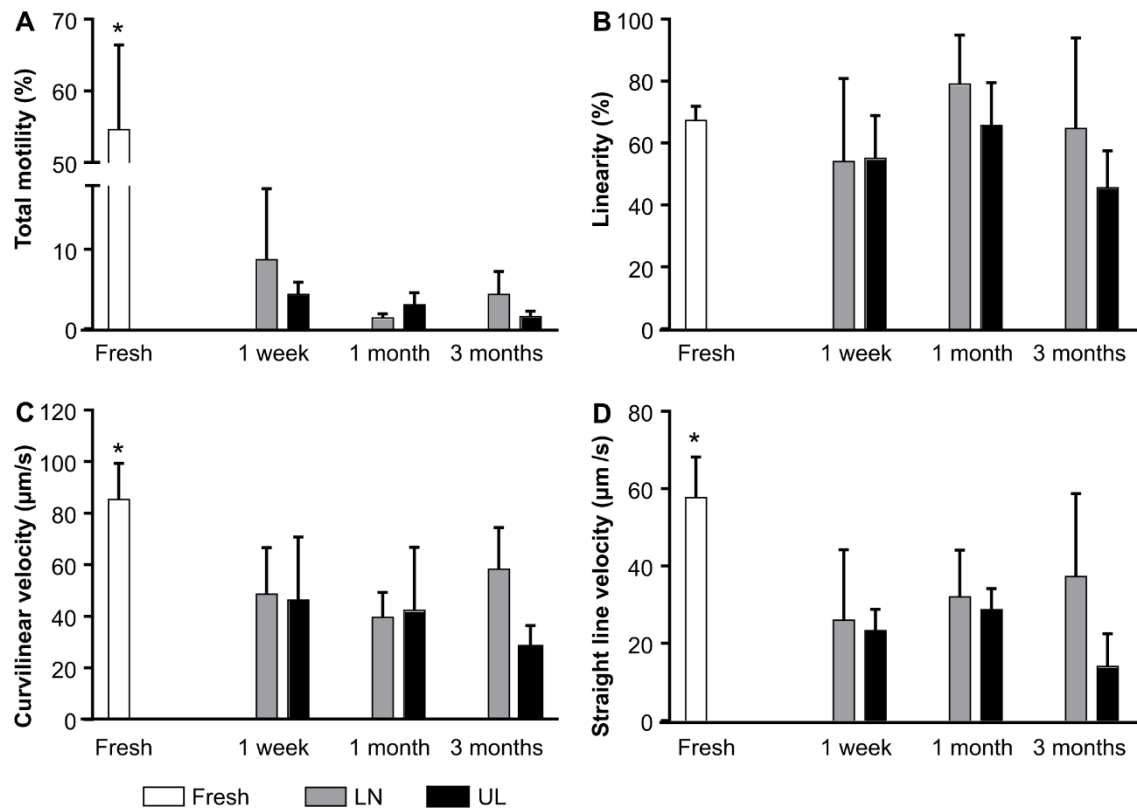 A
Total motility (%)
70
60
50
10
0
*
Fresh 1 week 1 month 3 months
B
Linearity (%)
100
80
60
40
20
0
Fresh 1 week 1 month 3 months
C
Curvilinear velocity (µm/s)
120
100
80
60
40
20
0
*
Fresh 1 week 1 month 3 months
D
Straight line velocity (µm /s)
80
60
40
20
0
*
Fresh 1 week 1 month 3 months
Fresh LN UL